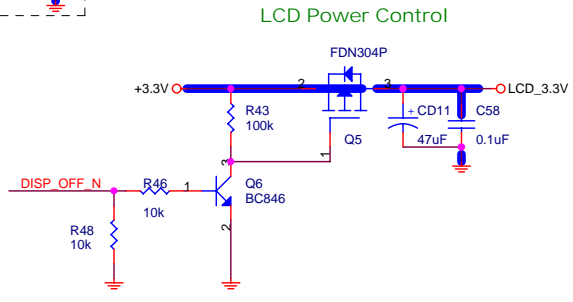 LCD Power Control
FDN304P
+3.3V
2
3
LCD_3.3V
R43
100k
+
CD11
C58
Q5
47uF
0.1uF
1
3
DISP_OFF_N
R46
1
Q6
BC846
10k
2
R48
10k